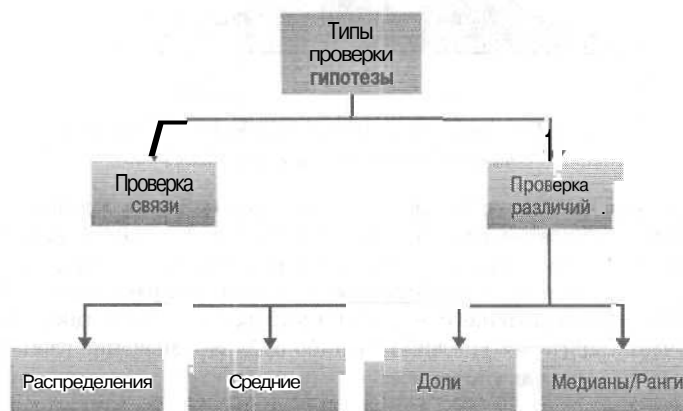 Типы
проверки
гипотезы
Проверка
связи
Проверка
различий
Распределения
Средние
Доли
Медианы/Ранги